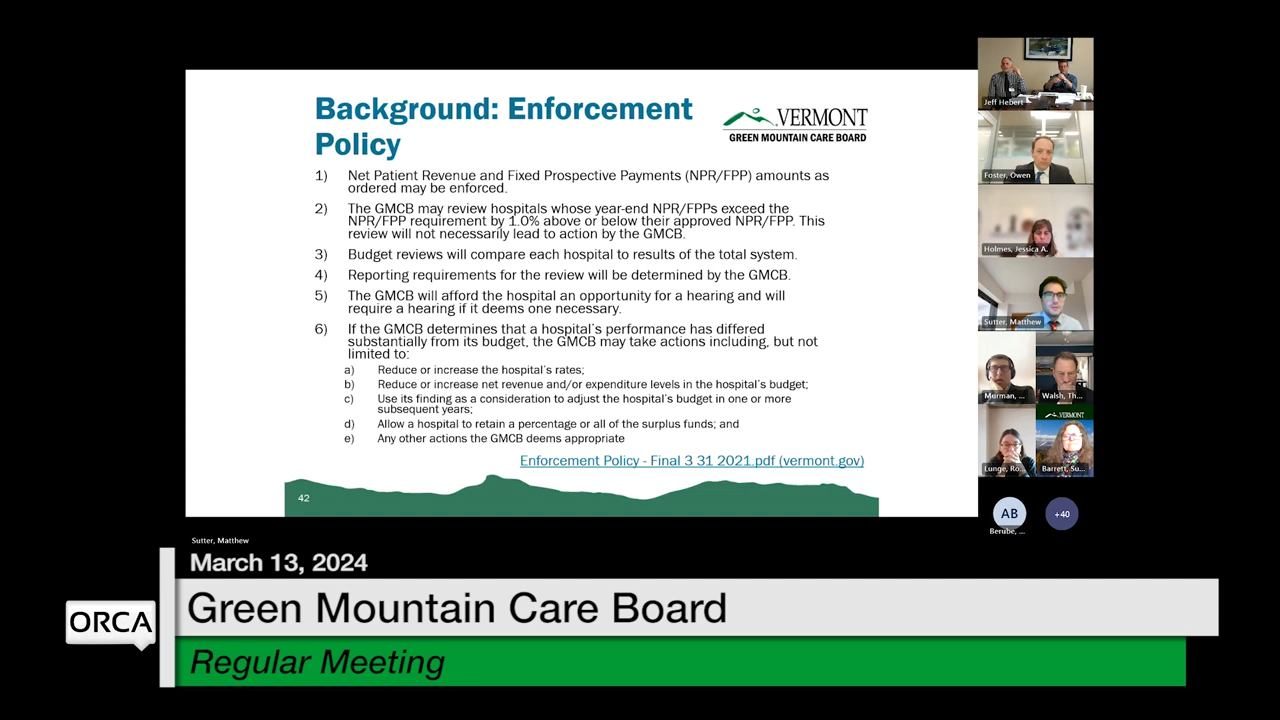 Background: Enforcement
Policy
VERMONT
GREEN MOUNTAIN CARE BOARD
1) Net Patient Revenue and Fixed Prospective Payments (NPR/FPP) amounts as
ordered may be enforced.
2) The GMCB may review hospitals whose year-end NPR/FPPs exceed the
NPR/FPP requirement by 1.0% above or below their approved NPR/FPP. This
review will not necessarily lead to action by the GMCB.
3) Budget reviews will compare each hospital to results of the total system.
4) Reporting requirements for the review will be determined by the GMCB.
5) The GMCB will afford the hospital an opportunity for a hearing and will
require a hearing if it deems one necessary.
6) If the GMCB determines that a hospital's performance has differed
substantially from its budget, the GMCB may take actions including, but not
limited to:
a) Reduce or increase the hospital's rates;
b) Reduce or increase net revenue and/or expenditure levels in the hospital's budget;
c) Use its finding as a consideration to adjust the hospital's budget in one or more
subsequent years;
d) Allow a hospital to retain a percentage or all of the surplus funds; and
e) Any other actions the GMCB deems appropriate
Enforcement Policy - Final 3 31 2021.pdf (vermont.gov)
42
Jeff Hebert
Foster, Owen
Holmes, Jessica A.
Sutter, Matthew
Murman, ...
Walsh, Th...
VERMONT
Lunge, Ro...
Barrett, Su...
AB
+40
Berube, ...
Sutter, Matthew
March 13, 2024
ORCA
Green Mountain Care Board
Regular Meeting